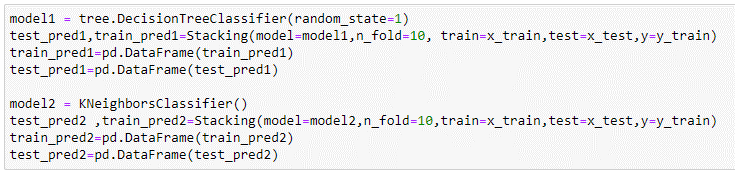 model1 = tree.DecisionTreeClassifier(random_state=1)
test_pred1,train_pred1=Stacking(model=model1,n_fold=10, train=x_train,test=x_test,y=y_train)
train_pred1=pd.DataFrame(train_pred1)
test_pred1=pd.DataFrame(test_pred1)
model2 = KNeighborsClassifier()
test_pred2 ,train_pred2=Stacking(model=model2,n_fold=10,train=x_train,test=x_test,y=y_train)
train_pred2=pd.DataFrame(train_pred2)
test_pred2=pd.DataFrame(test_pred2)